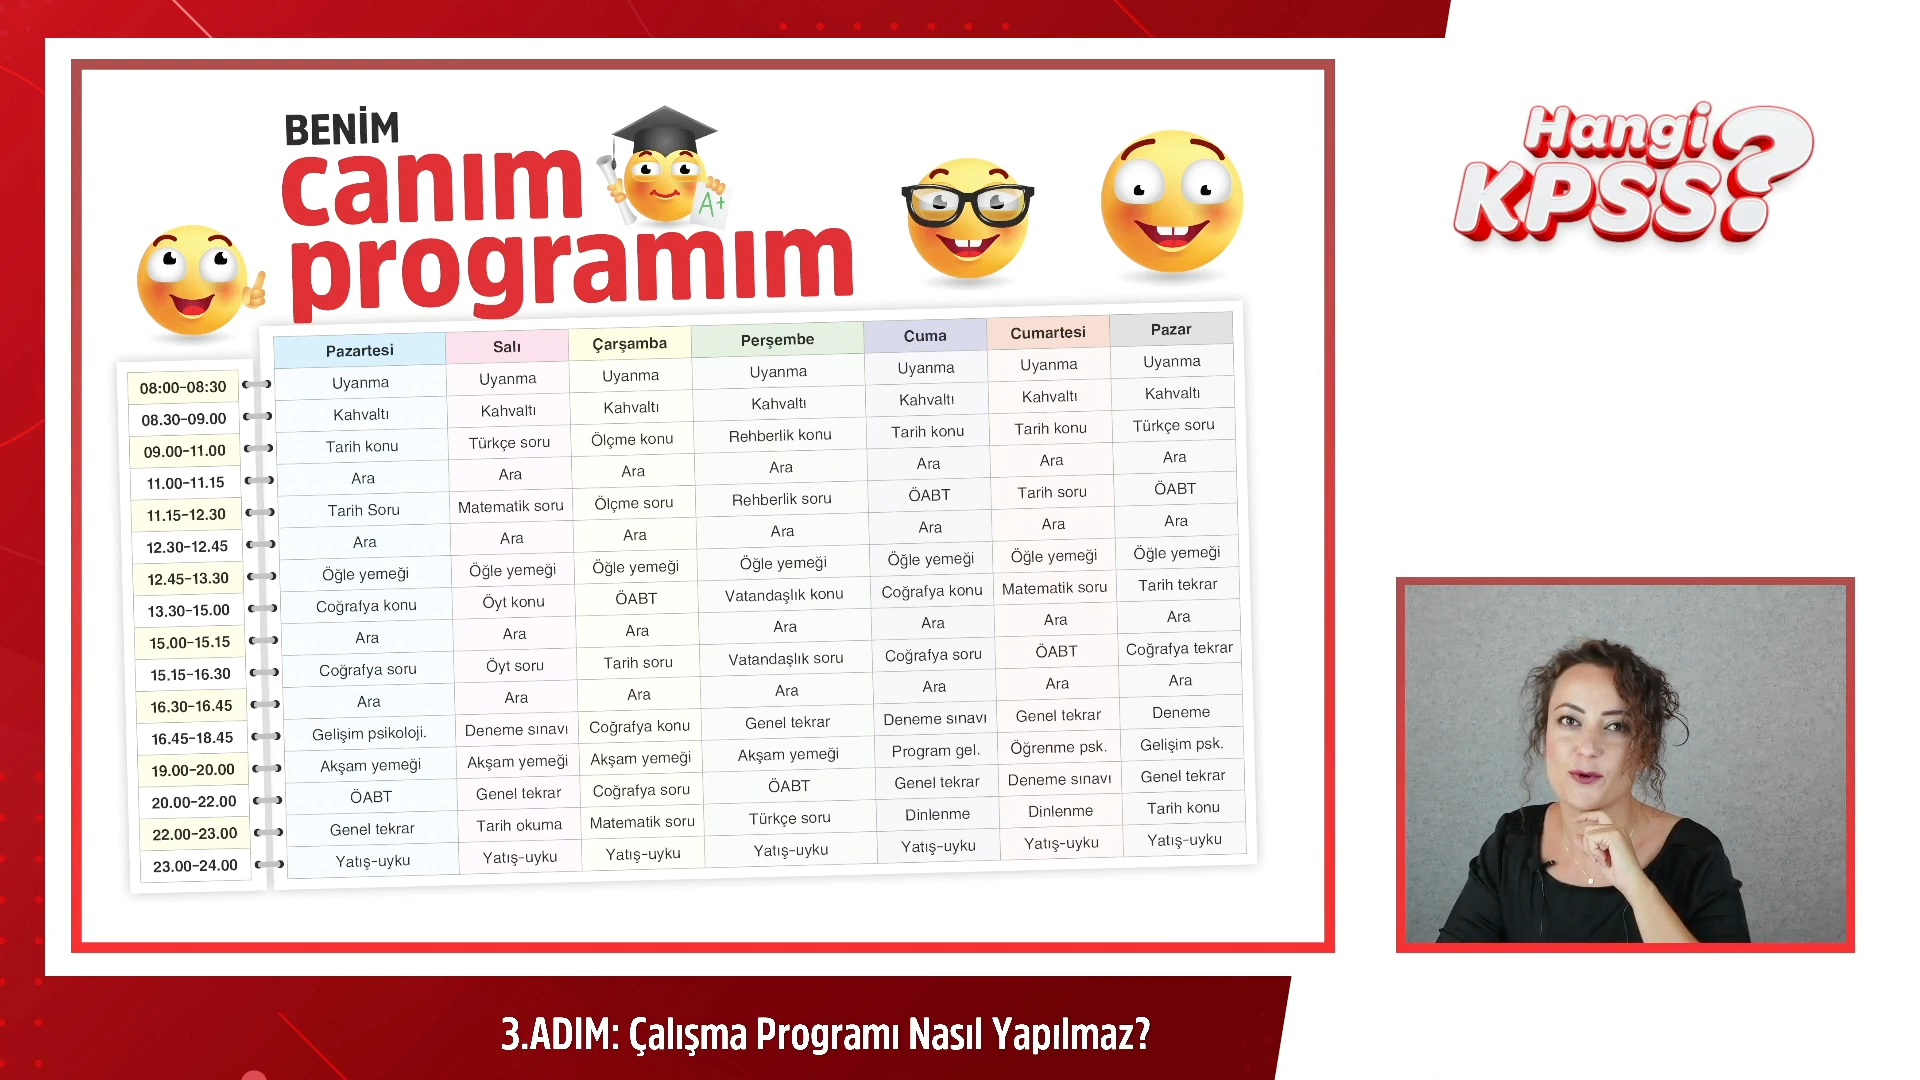 BENİM
canım
programım
A+
Hangi
KPSS?
Pazartesi Salı Çarşamba Perşembe Cuma Cumartesi Pazar
08:00-08:30 Uyanma Uyanma Uyanma Uyanma Uyanma Uyanma Uyanma
08.30-09.00 Kahvaltı Kahvaltı Kahvaltı Kahvaltı Kahvaltı Kahvaltı Kahvaltı
09.00-11.00 Tarih konu Türkçe soru Ölçme konu Rehberlik konu Tarih konu Tarih konu Türkçe soru
11.00-11.15 Ara Ara Ara Ara Ara Ara Ara
11.15-12.30 Tarih Soru Matematik soru Ölçme soru Rehberlik soru ÖABT Tarih soru ÖABT
12.30-12.45 Ara Ara Ara Ara Ara Ara Ara
12.45-13.30 Öğle yemeği Öğle yemeği Öğle yemeği Öğle yemeği Öğle yemeği Öğle yemeği Öğle yemeği
13.30-15.00 Coğrafya konu Öyt konu ÖABT Vatandaşlık konu Coğrafya konu Matematik soru Tarih tekrar
15.00-15.15 Ara Ara Ara Ara Ara Ara Ara
15.15-16.30 Coğrafya soru Öyt soru Tarih soru Vatandaşlık soru Coğrafya soru ÖABT Coğrafya tekrar
16.30-16.45 Ara Ara Ara Ara Ara Ara Ara
16.45-18.45 Gelişim psikoloji. Deneme sınavı Coğrafya konu Genel tekrar Deneme sınavı Genel tekrar Deneme
19.00-20.00 Akşam yemeği Akşam yemeği Akşam yemeği Akşam yemeği Program gel. Öğrenme psk. Gelişim psk.
20.00-22.00 ÖABT Genel tekrar Coğrafya soru ÖABT Genel tekrar Deneme sınavı Genel tekrar
22.00-23.00 Genel tekrar Tarih okuma Matematik soru Türkçe soru Dinlenme Dinlenme Tarih konu
23.00-24.00 Yatış-uyku Yatış-uyku Yatış-uyku Yatış-uyku Yatış-uyku Yatış-uyku Yatış-uyku
3.ADIM: Çalışma Programı Nasıl Yapılmaz?